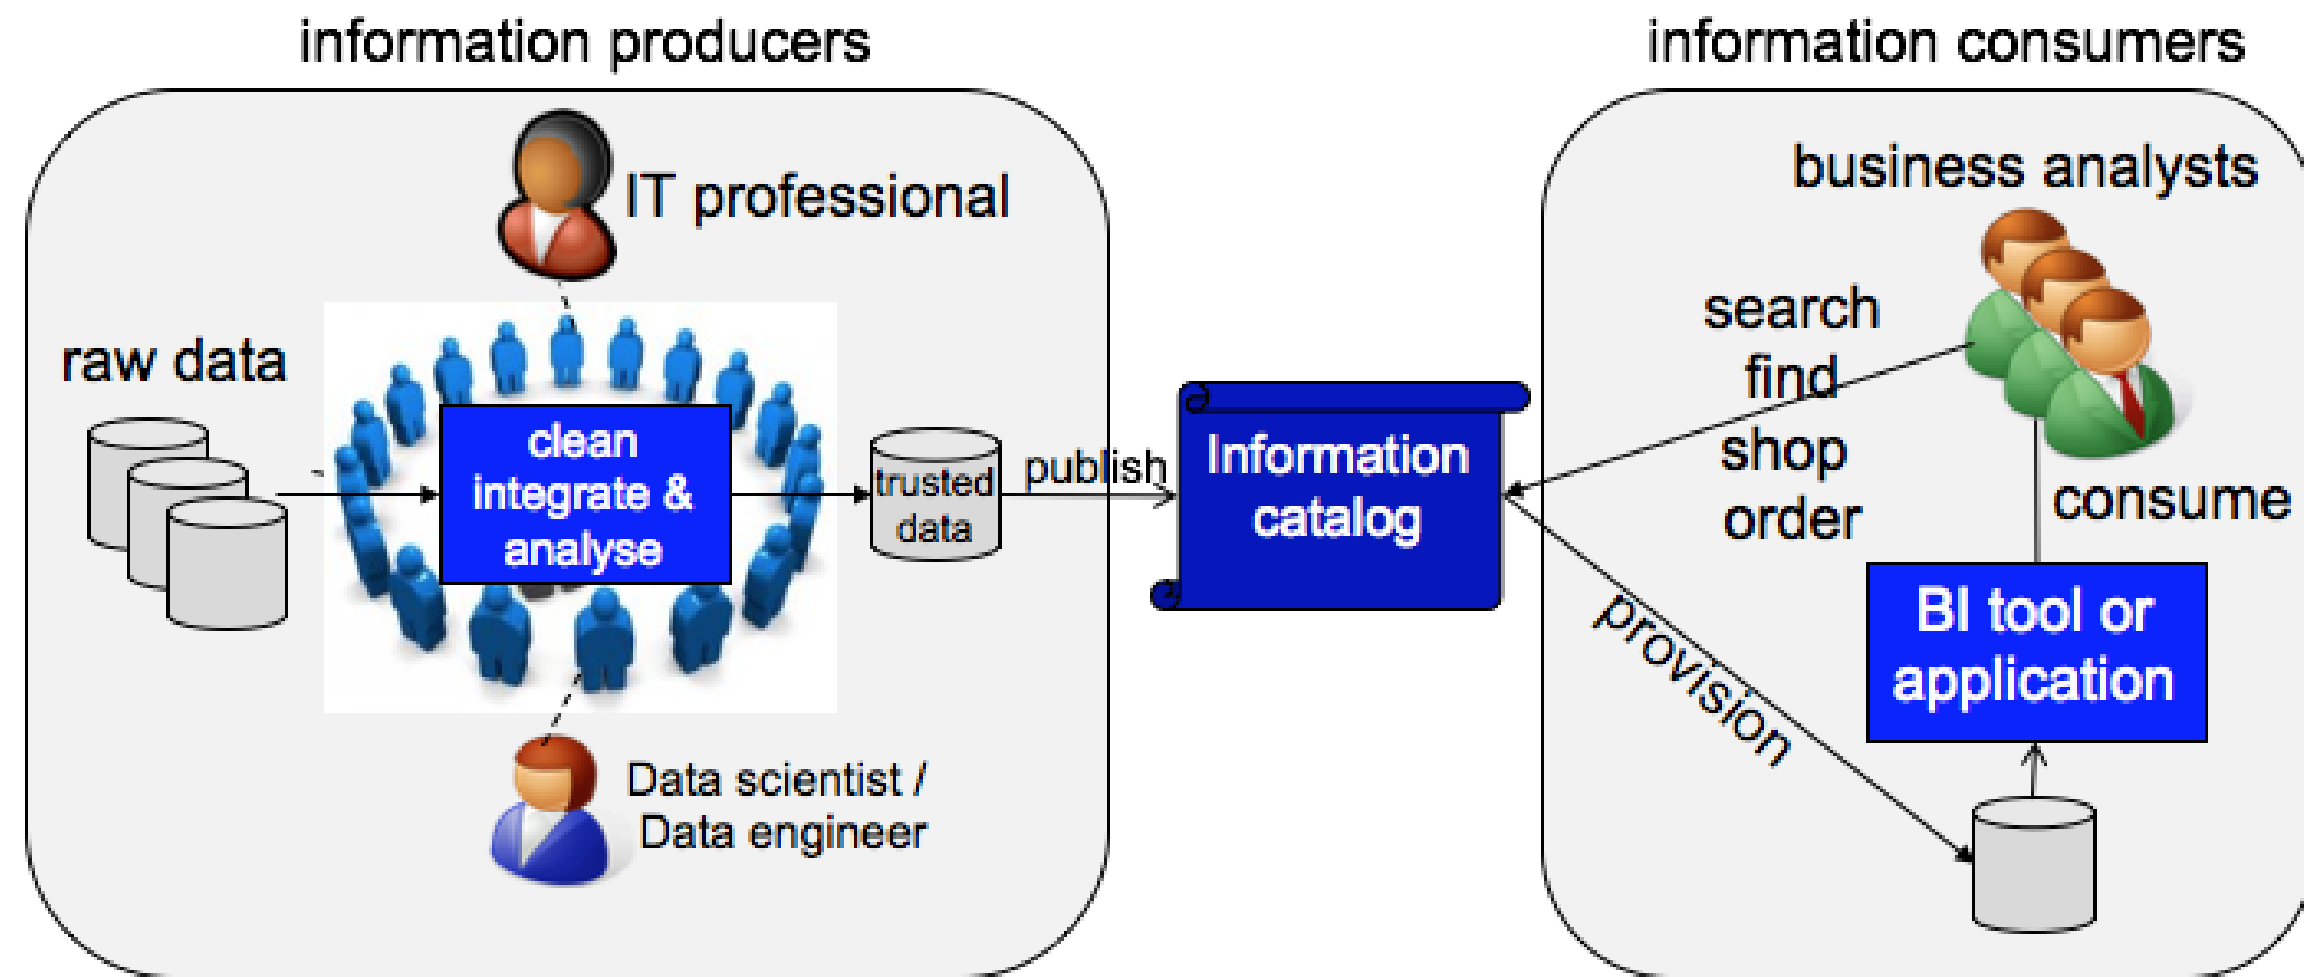 information producers
IT professional
raw data
clean
integrate &
analyse
trusted
data
publish
Data scientist /
Data engineer
Information
catalog
information consumers
business analysts
search
find
shop
order
consume
provision
BI tool or
application